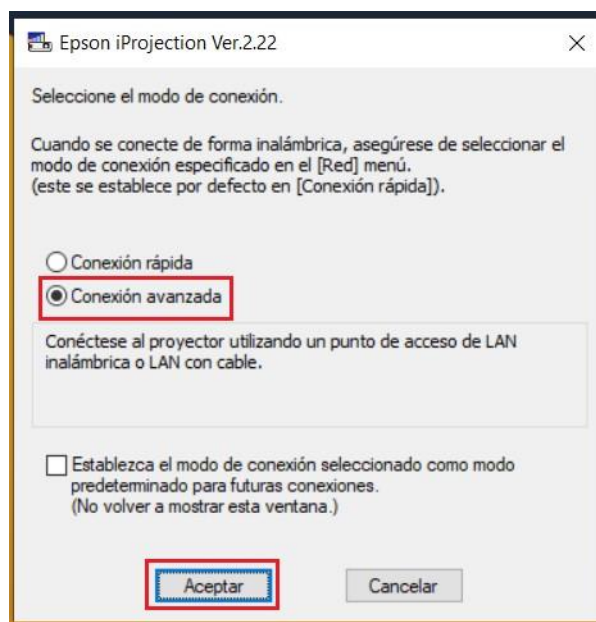 Epson iProjection Ver.2.22
Seleccione el modo de conexión.
Cuando se conecte de forma inalámbrica, asegúrese de seleccionar el
modo de conexión especificado en el [Red] menú.
(este se establece por defecto en [Conexión rápida]).
Conexión rápida
Conexión avanzada
Conéctese al proyector utilizando un punto de acceso de LAN
inalámbrica o LAN con cable.
Establezca el modo de conexión seleccionado como modo
predeterminado para futuras conexiones.
(No volver a mostrar esta ventana.)
Aceptar
Cancelar